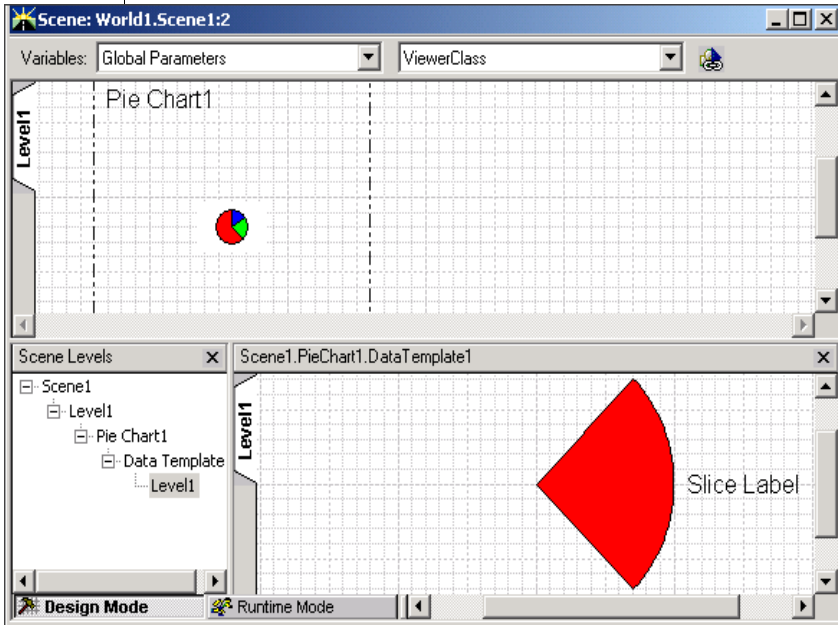 Scene: World1.Scene1:2
Variables: Global Parameters ViewerClass
Level1
Pie Chart1
Scene Levels
Scene1
Level1
Pie Chart1
Data Template
Level1
Scene1.PieChart1.DataTemplate1
Level1
Slice Label
Design Mode
Runtime Mode